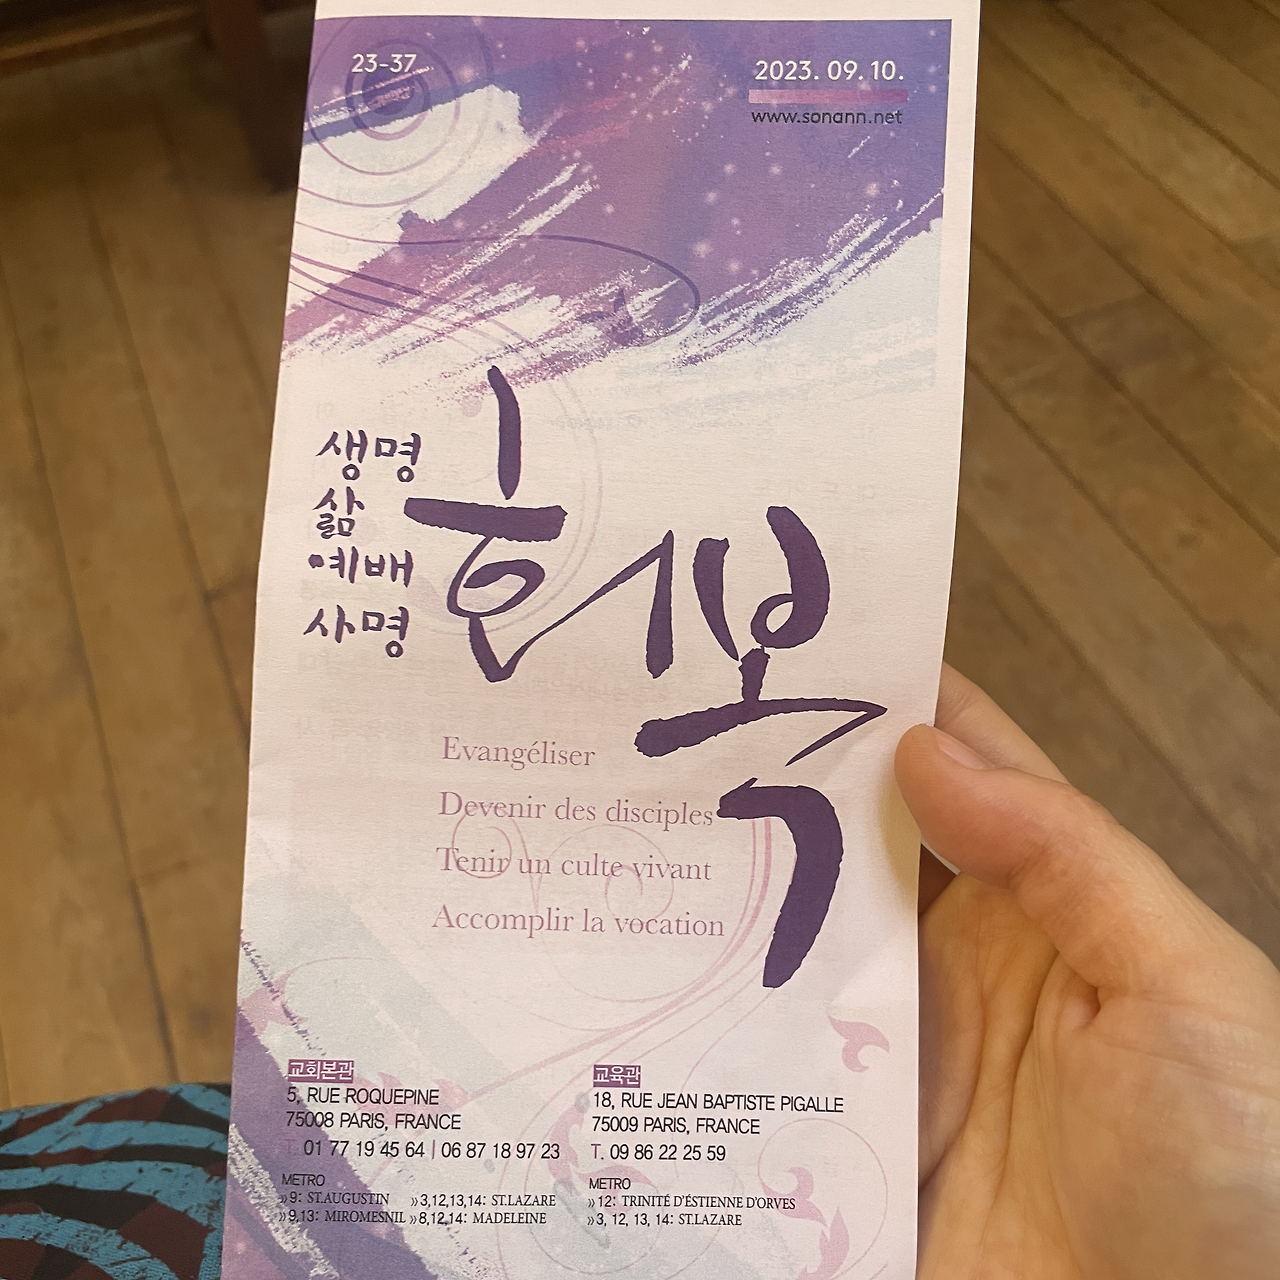 23-37
2023. 09. 10.
www.sonann.net
생명
삶
예배
사명
회복
Evangéliser
Devenir des disciples
Tenir un culte vivant
Accomplir la vocation
교회본관
5, RUE ROQUEPINE
75008 PARIS, FRANCE
T. 01 77 19 45 64 | 06 87 18 97 23
METRO
» 9: ST.AUGUSTIN » 3,12,13,14: ST.LAZARE
» 9,13: MIROMESNIL » 8,12,14: MADELEINE
교육관
18, RUE JEAN BAPTISTE PIGALLE
75009 PARIS, FRANCE
T. 09 86 22 25 59
METRO
» 12: TRINITÉ D'ÉSTIENNE D'ORVES
» 3, 12, 13, 14: ST.LAZARE